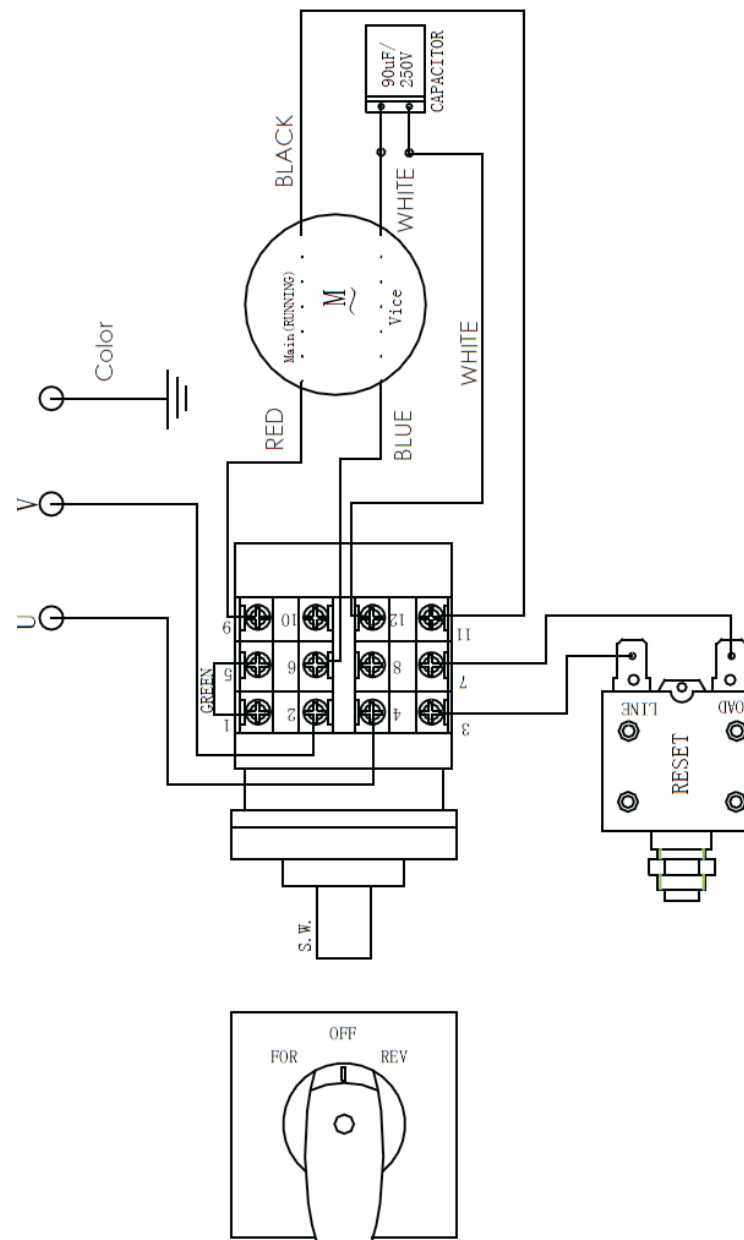 90uF/
250V
CAPACITOR
BLACK
WHITE
Main(RUNNING)
M
~
Vice
WHITE
Color
RED
BLUE
V
U
9
10
12
11
5
6
8
7
GREEN
1
2
4
3
LINE
OAD
RESET
S.W.
OFF
FOR
REV